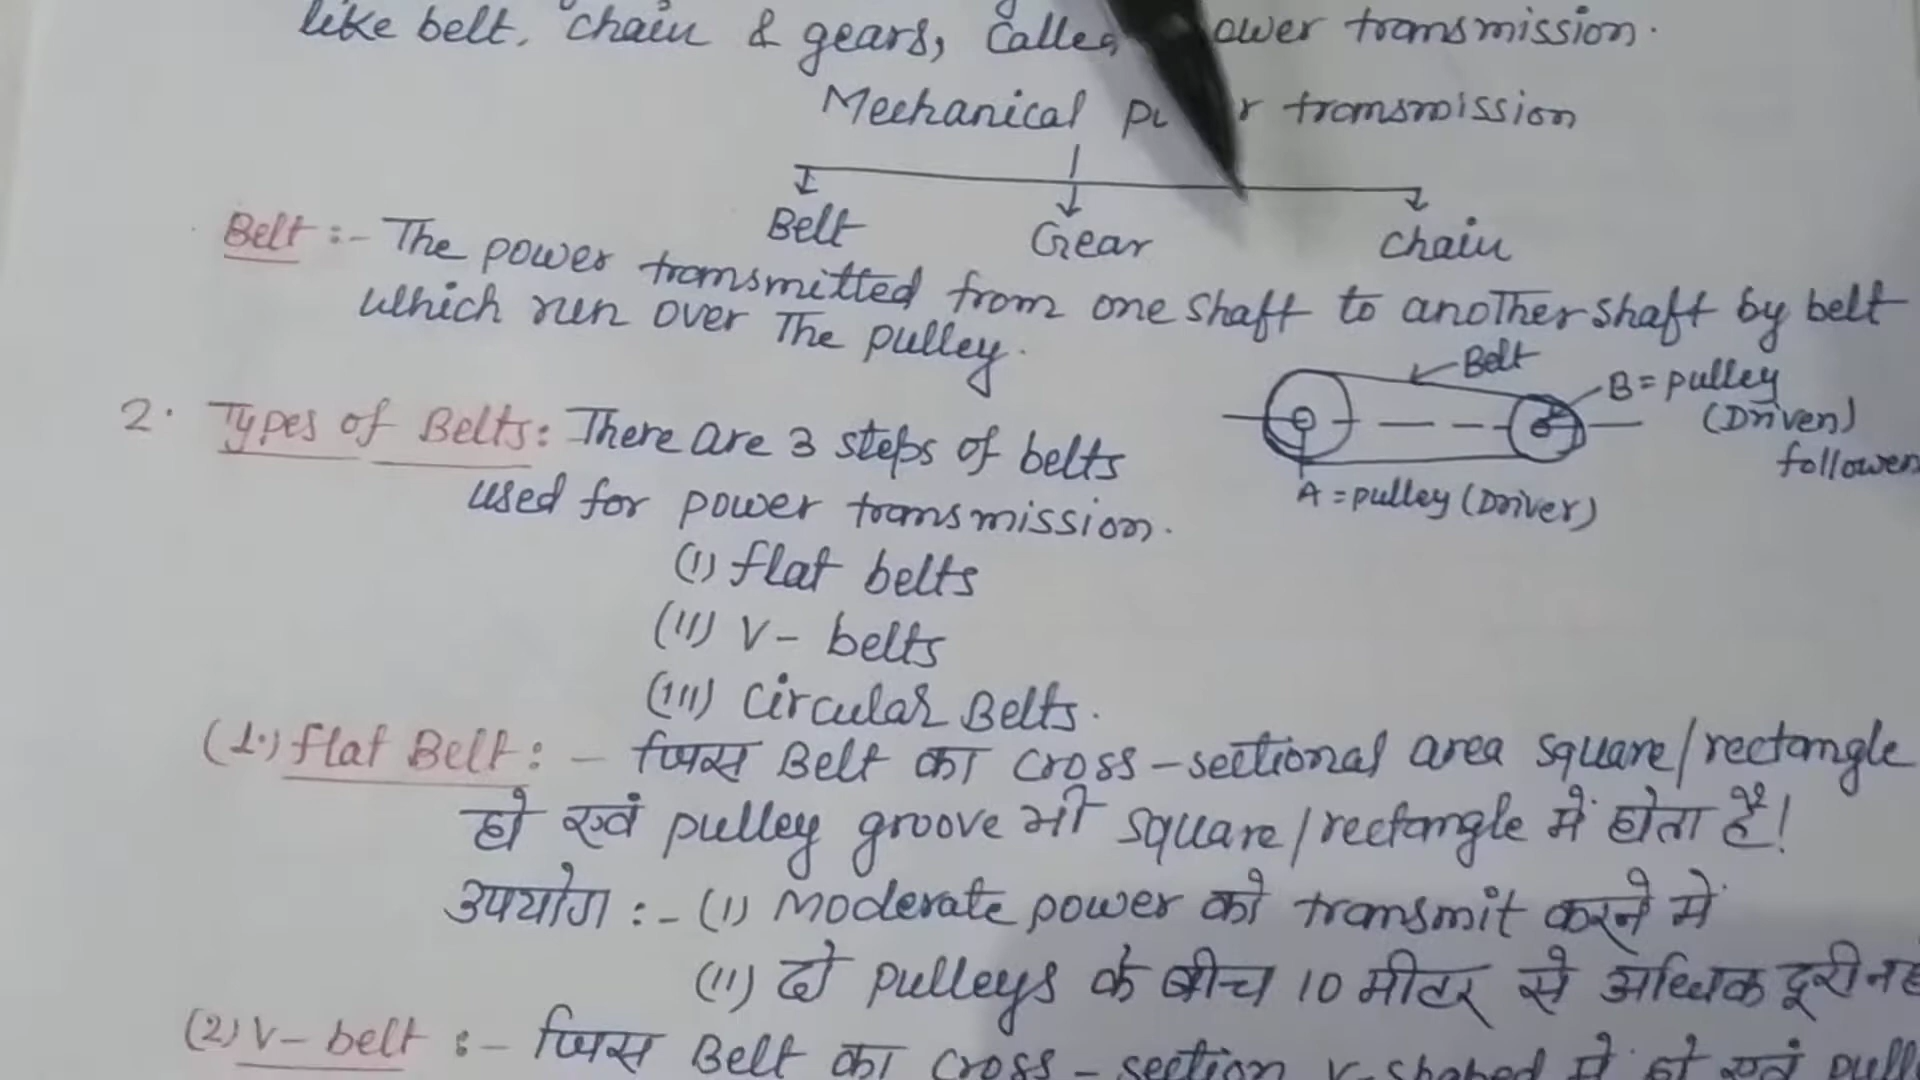 like belt, chain & gears, called ower transmission.
Mechanical r transmission
Belt Gear chain
Belt :- The power transmitted from one shaft to another shaft by belt
which run over The pulley.
Belt
B = pulley
(Driven)
follower
A = pulley (Driver)
2. Types of Belts: There are 3 steps of belts
used for power transmission.
(I) flat belts
(II) V- belts
(III) Circular Belts.
(1.) flat Belt : - जिस Belt का cross-sectional area square/rectangle
हो एवं pulley groove भी square/rectangle में होता है!
उपयोग :- (I) Moderate power को transmit करने में
(II) दो pulleys के बीच 10 मीटर से अधिक दूरी
(2) V- belt :- जिस Belt का cross-section V-shaped में हो एवं